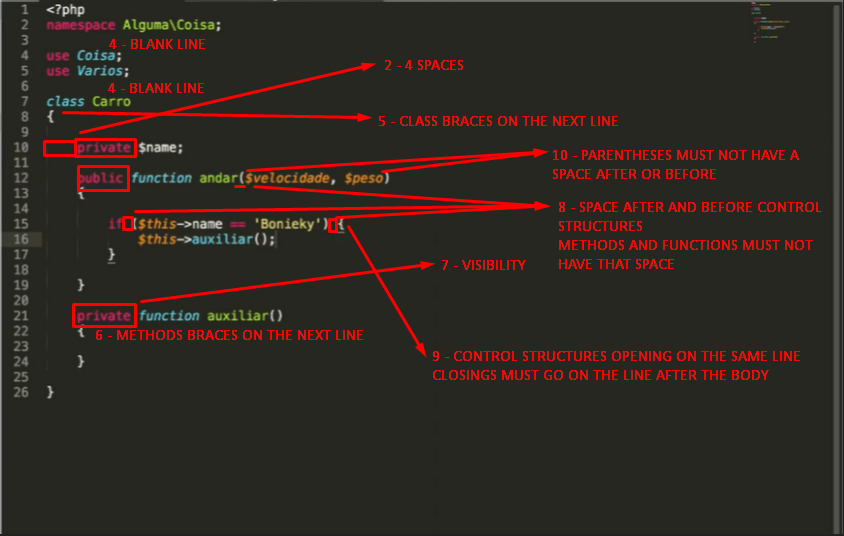 1 <?php
2 namespace Alguma\Coisa;
3
4 - BLANK LINE
4 use Coisa;
5 use Varios;
2 - 4 SPACES
6
4 - BLANK LINE
7 class Carro
8 {
5 - CLASS BRACES ON THE NEXT LINE
9
10 private $name;
11
10 - PARENTHESES MUST NOT HAVE A
SPACE AFTER OR BEFORE
12 public function andar($velocidade, $peso)
13 {
14
8 - SPACE AFTER AND BEFORE CONTROL
STRUCTURES
METHODS AND FUNCTIONS MUST NOT
HAVE THAT SPACE
15 if ($this->name == 'Bonieky') {
16 $this->auxiliar();
17 }
18
7 - VISIBILITY
19 }
20
21 private function auxiliar()
22 {
6 - METHODS BRACES ON THE NEXT LINE
23
9 - CONTROL STRUCTURES OPENING ON THE SAME LINE
CLOSINGS MUST GO ON THE LINE AFTER THE BODY
24 }
25
26 }